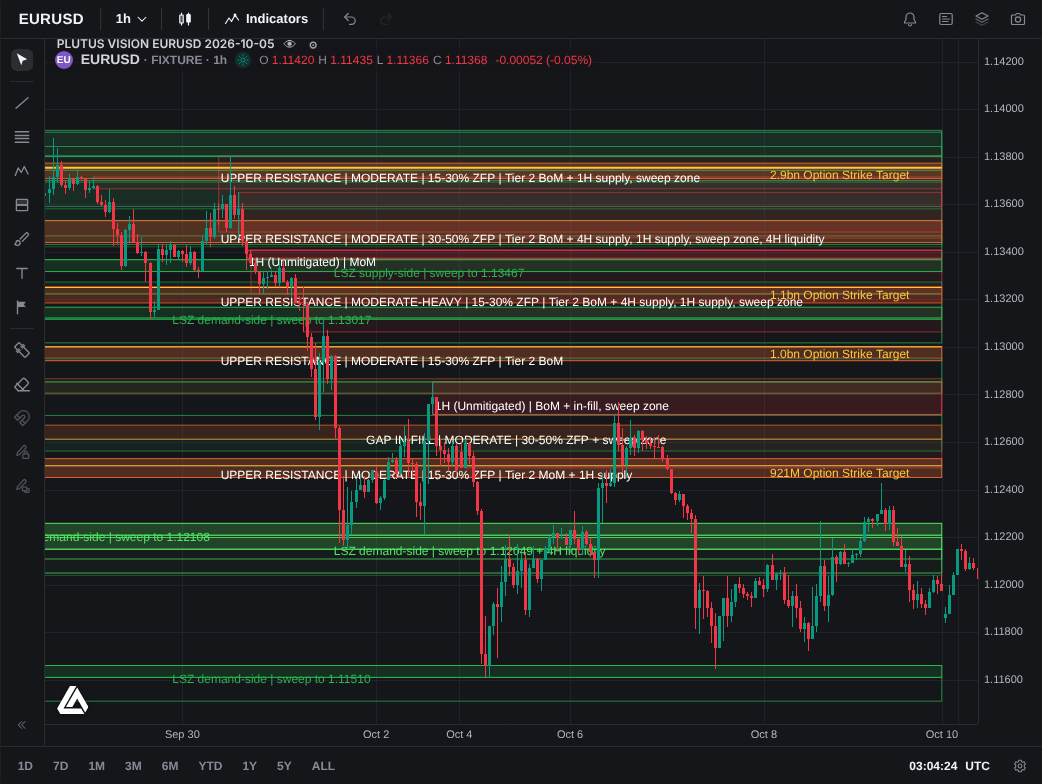 EURUSD 1h Indicators
PLUTUS VISION EURUSD 2026-10-05
EU EURUSD · FIXTURE · 1h O 1.11420 H 1.11435 L 1.11366 C 1.11368 -0.00052 (-0.05%)
1.14200
1.14000
1.13800
2.9bn Option Strike Target
UPPER RESISTANCE | MODERATE | 15-30% ZFP | Tier 2 BoM + 1H supply, sweep zone
1.13600
UPPER RESISTANCE | MODERATE | 30-50% ZFP | Tier 2 BoM + 4H supply, 1H supply, sweep zone, 4H liquidity
1.13400
1H (Unmitigated) | MoM
LSZ supply-side | sweep to 1.13467
1.1bn Option Strike Target
1.13200
UPPER RESISTANCE | MODERATE-HEAVY | 15-30% ZFP | Tier 2 BoM + 4H supply, 1H supply, sweep zone
LSZ demand-side | sweep to 1.13017
1.13000
1.0bn Option Strike Target
UPPER RESISTANCE | MODERATE | 15-30% ZFP | Tier 2 BoM
1.12800
1H (Unmitigated) | BoM + in-fill, sweep zone
GAP IN-FILL | MODERATE | 30-50% ZFP + sweep zone
1.12600
921M Option Strike Target
UPPER RESISTANCE | MODERATE | 15-30% ZFP | Tier 2 MoM + 1H supply
1.12400
emand-side | sweep to 1.12108
1.12200
LSZ demand-side | sweep to 1.12049 + 4H liquidity
1.12000
1.11800
LSZ demand-side | sweep to 1.11510
1.11600
Sep 30 Oct 2 Oct 4 Oct 6 Oct 8 Oct 10
1D 7D 1M 3M 6M YTD 1Y 5Y ALL 03:04:24 UTC